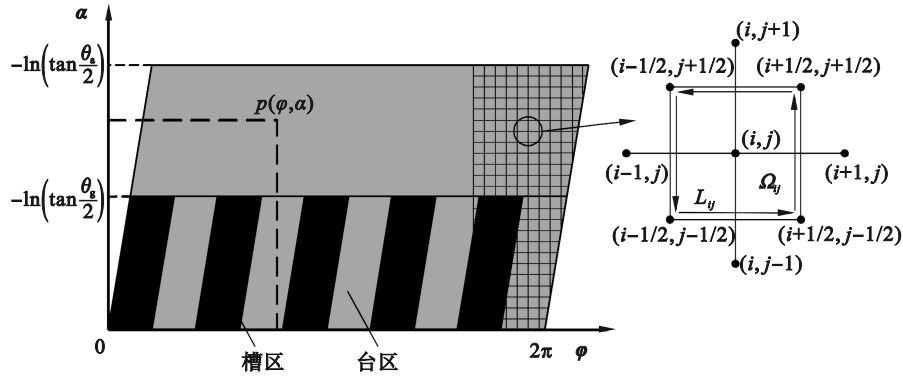 α
-ln(tan θa/2)
p(φ,α)
-ln(tan θg/2)
0
槽区
台区
2π
φ
(i,j+1)
(i-1/2,j+1/2)
(i+1/2,j+1/2)
(i,j)
(i-1,j)
Ωij
(i+1,j)
Lij
(i-1/2,j-1/2)
(i+1/2,j-1/2)
(i,j-1)